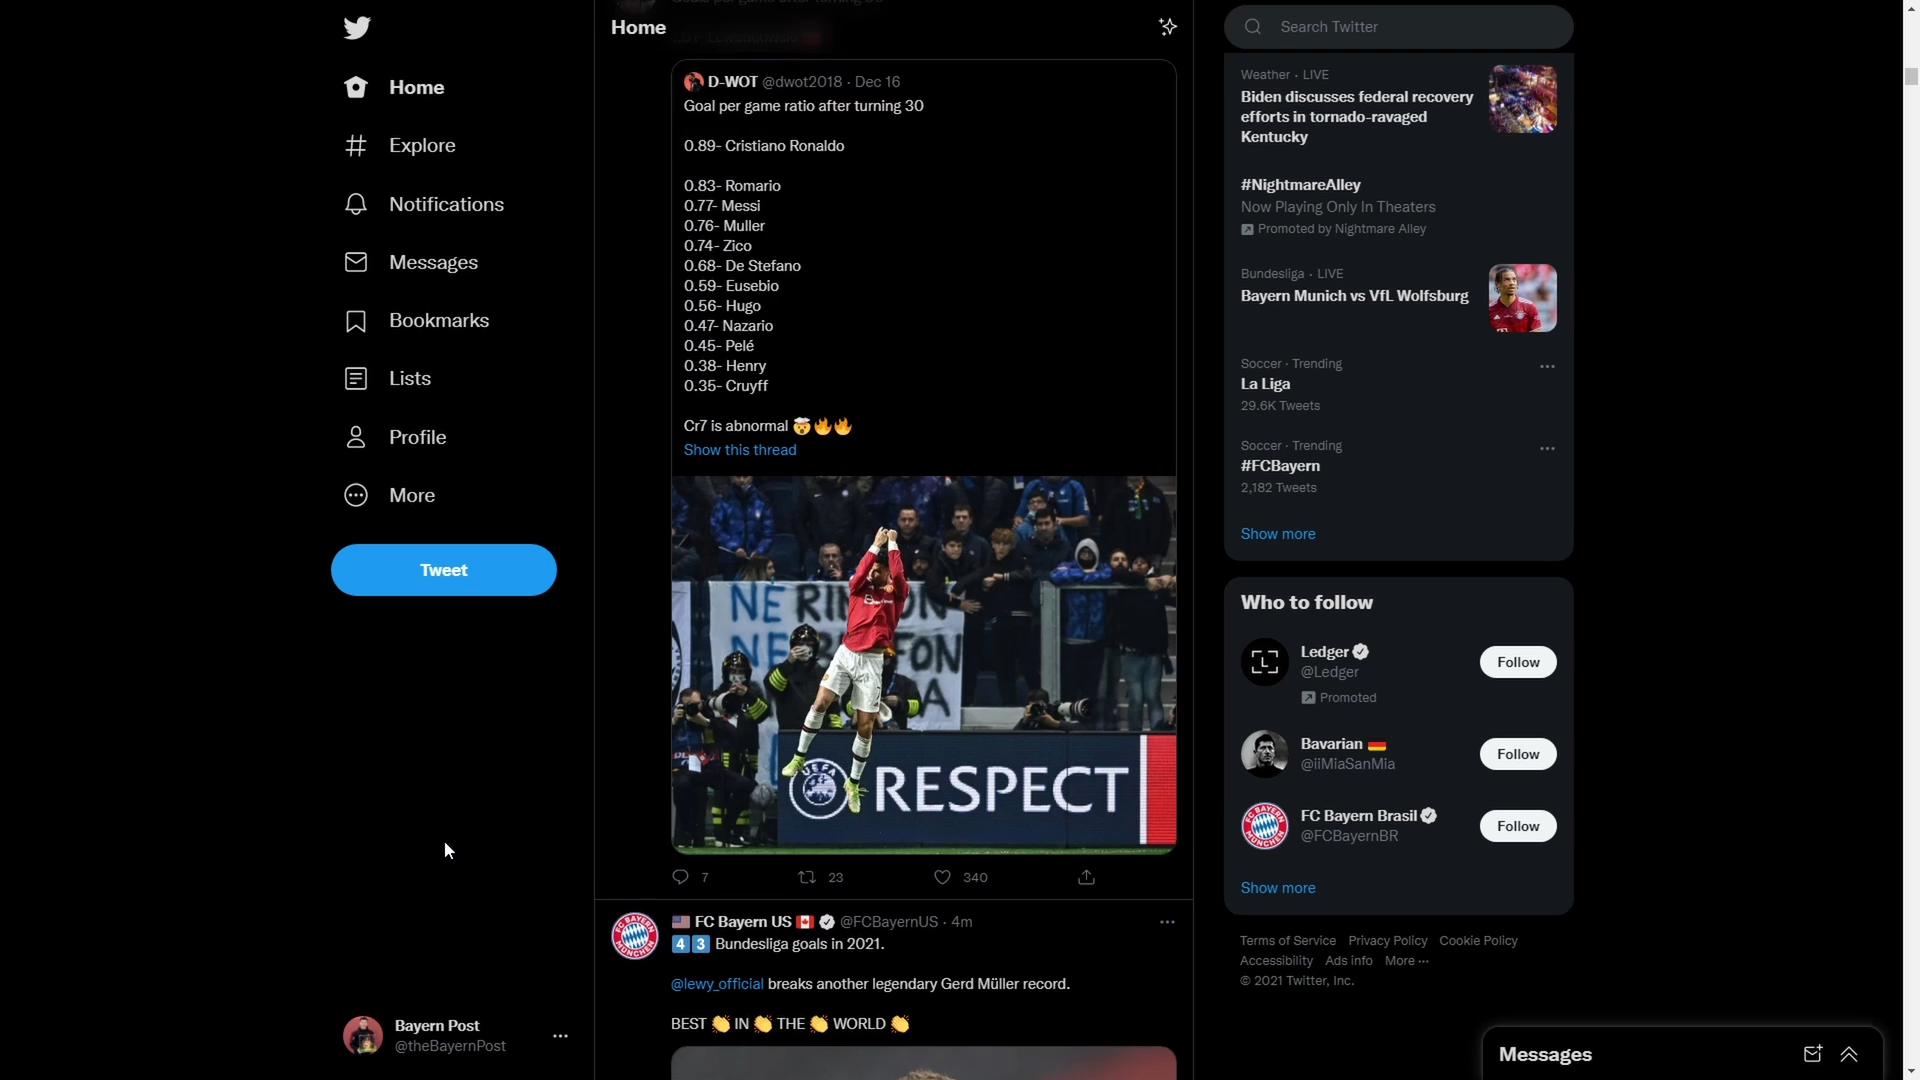 Home
Explore
Notifications
Messages
Bookmarks
Lists
Profile
More
Tweet
Bayern Post
@theBayernPost
Home
D-WOT @dwot2018 · Dec 16
Goal per game ratio after turning 30
0.89- Cristiano Ronaldo
0.83- Romario
0.77- Messi
0.76- Muller
0.74- Zico
0.68- De Stefano
0.59- Eusebio
0.56- Hugo
0.47- Nazario
0.45- Pelé
0.38- Henry
0.35- Cruyff
Cr7 is abnormal 🤯🔥🔥
Show this thread
UEFA RESPECT
7 23 340
🇺🇸 FC Bayern US 🇨🇦 @FCBayernUS · 4m
4️⃣3️⃣ Bundesliga goals in 2021.
@lewy_official breaks another legendary Gerd Müller record.
BEST 👏 IN 👏 THE 👏 WORLD 👏
Search Twitter
Weather · LIVE
Biden discusses federal recovery
efforts in tornado-ravaged
Kentucky
#NightmareAlley
Now Playing Only In Theaters
Promoted by Nightmare Alley
Bundesliga · LIVE
Bayern Munich vs VfL Wolfsburg
Soccer · Trending
La Liga
29.6K Tweets
Soccer · Trending
#FCBayern
2,182 Tweets
Show more
Who to follow
Ledger
@Ledger
Follow
Promoted
Bavarian 🇩🇪
@iiMiaSanMia
Follow
FC Bayern Brasil
@FCBayernBR
Follow
Show more
Terms of Service Privacy Policy Cookie Policy
Accessibility Ads info More ···
© 2021 Twitter, Inc.
Messages